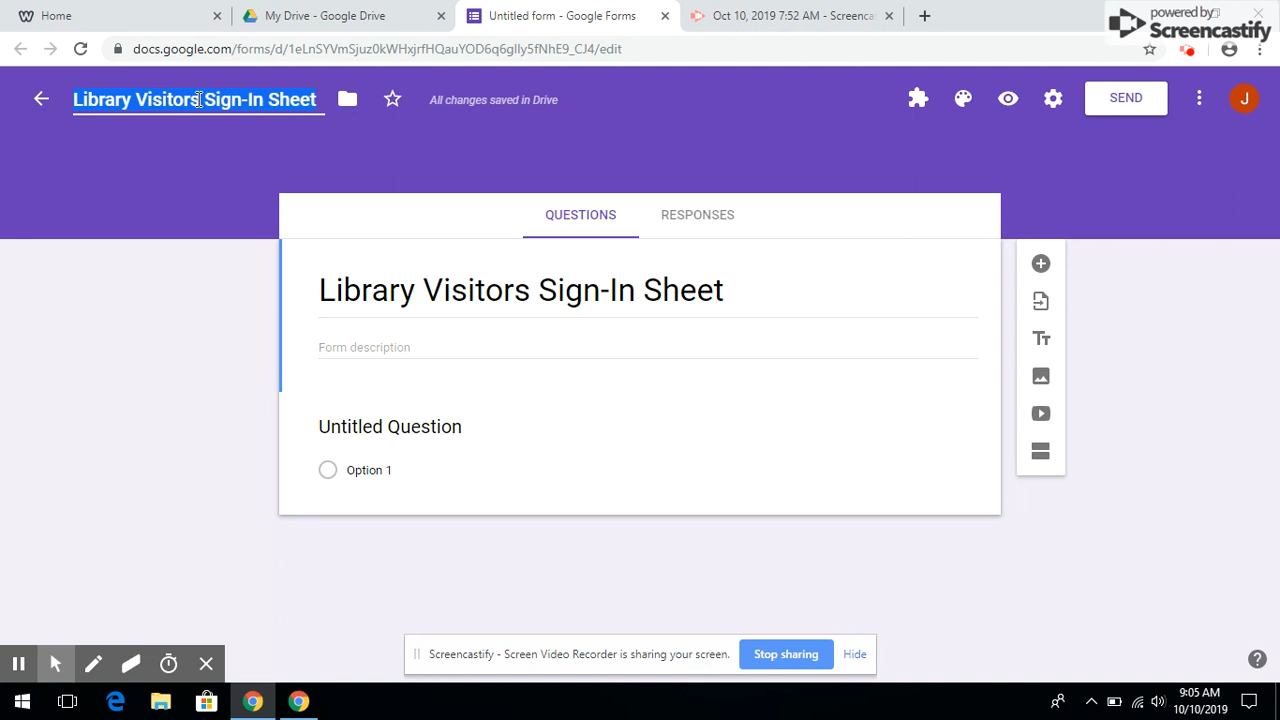 Home
My Drive - Google Drive
Untitled form - Google Forms
Oct 10, 2019 7:52 AM - Screencas
powered by
Screencastify
docs.google.com/forms/d/1eLnSYVmSjuz0kWHxjrfHQauYOD6q6glly5fNhE9_CJ4/edit
Library Visitors Sign-In Sheet
All changes saved in Drive
SEND
J
QUESTIONS
RESPONSES
Library Visitors Sign-In Sheet
Form description
Untitled Question
Option 1
Screencastify - Screen Video Recorder is sharing your screen.
Stop sharing
Hide
9:05 AM
10/10/2019